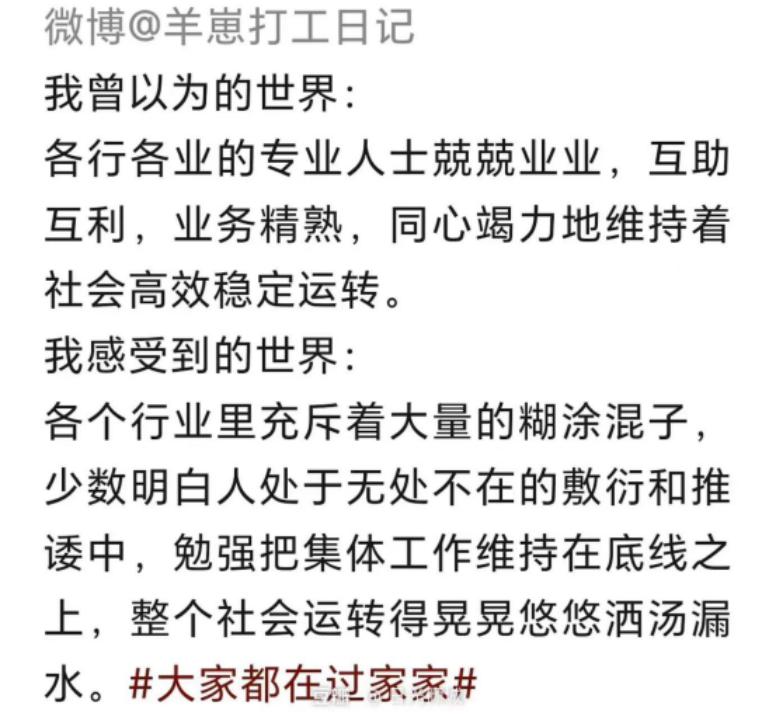 微博@羊崽打工日记
我曾以为的世界：
各行各业的专业人士兢兢业业，互助
互利，业务精熟，同心竭力地维持着
社会高效稳定运转。
我感受到的世界：
各个行业里充斥着大量的糊涂混子，
少数明白人处于无处不在的敷衍和推
诿中，勉强把集体工作维持在底线之
上，整个社会运转得晃晃悠悠洒汤漏
水。#大家都在过家家#